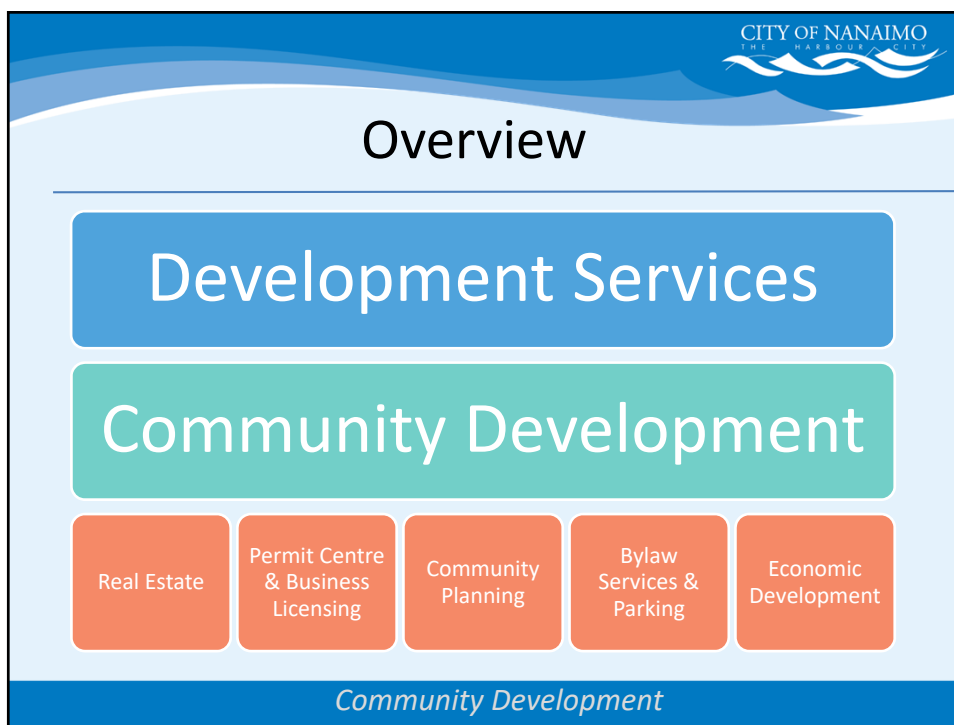 CITY OF NANAIMO
THE HARBOUR CITY
Overview
Development Services
Community Development
Real Estate
Permit Centre
& Business
Licensing
Community
Planning
Bylaw
Services &
Parking
Economic
Development
Community Development